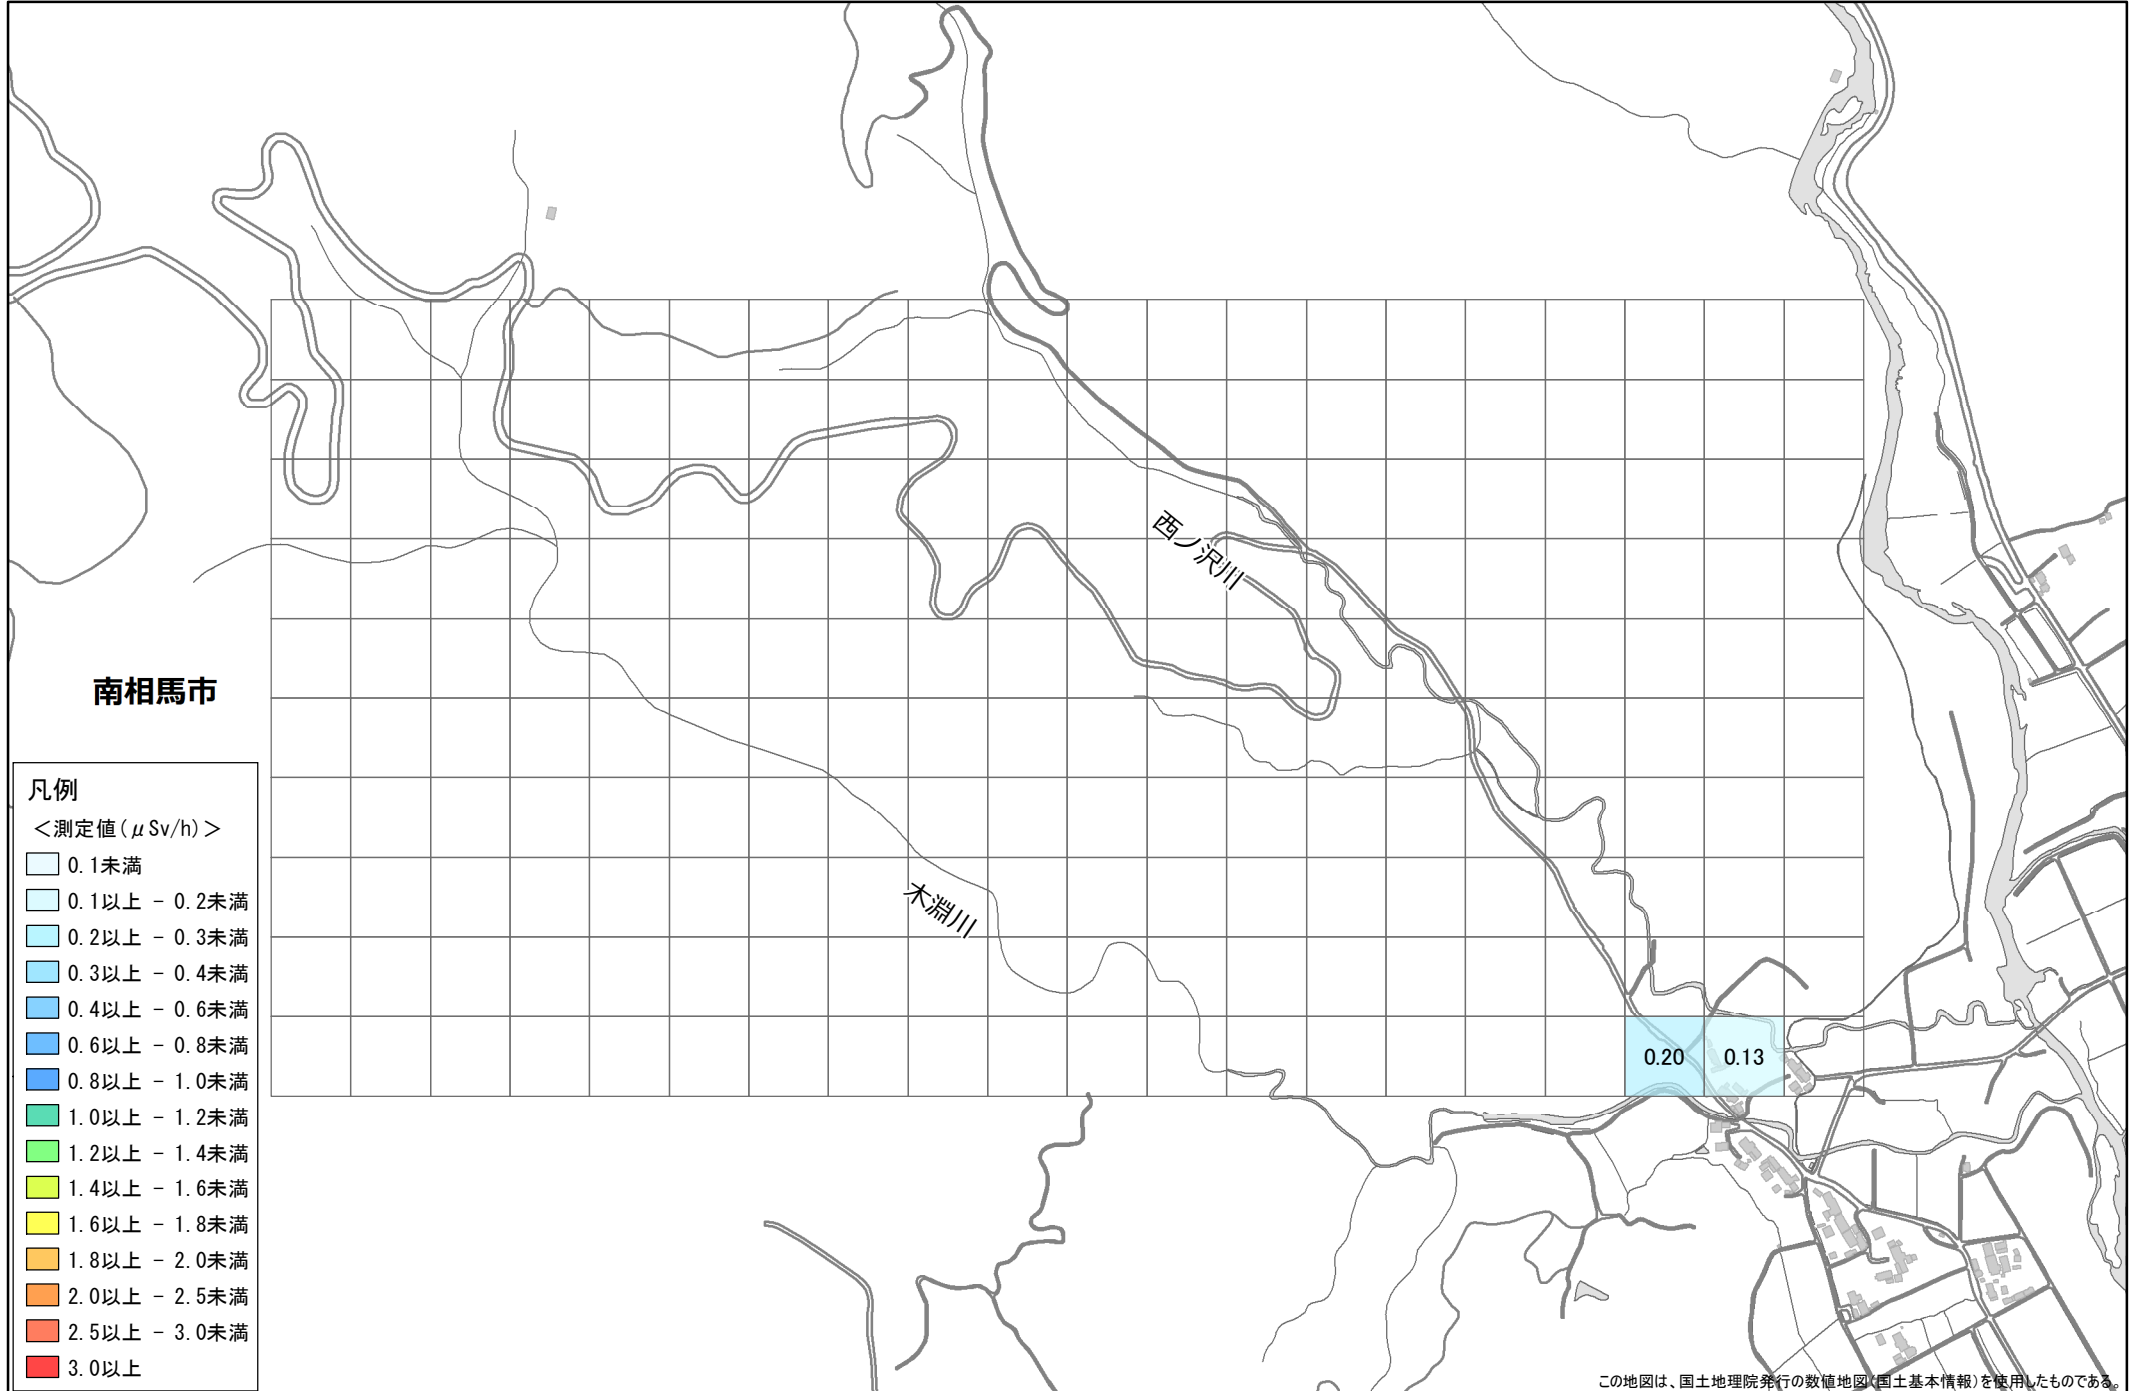 西ノ沢川
南相馬市
木淵川
0.20
0.13
凡例
＜測定値(μSv/h)＞
0.1未満
0.1以上 - 0.2未満
0.2以上 - 0.3未満
0.3以上 - 0.4未満
0.4以上 - 0.6未満
0.6以上 - 0.8未満
0.8以上 - 1.0未満
1.0以上 - 1.2未満
1.2以上 - 1.4未満
1.4以上 - 1.6未満
1.6以上 - 1.8未満
1.8以上 - 2.0未満
2.0以上 - 2.5未満
2.5以上 - 3.0未満
3.0以上
この地図は、国土地理院発行の数値地図(国土基本情報)を使用したものである。